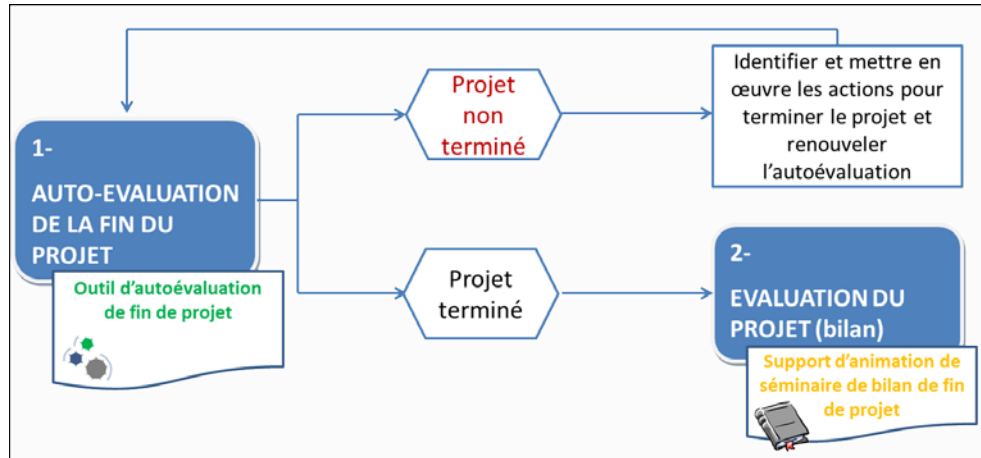 1-
AUTO-EVALUATION
DE LA FIN DU
PROJET
Outil d'autoévaluation
de fin de projet
Projet
non
terminé
Identifier et mettre en
œuvre les actions pour
terminer le projet et
renouveler
l'autoévaluation
Projet
terminé
2-
EVALUATION DU
PROJET (bilan)
Support d'animation de
séminaire de bilan de fin
de projet